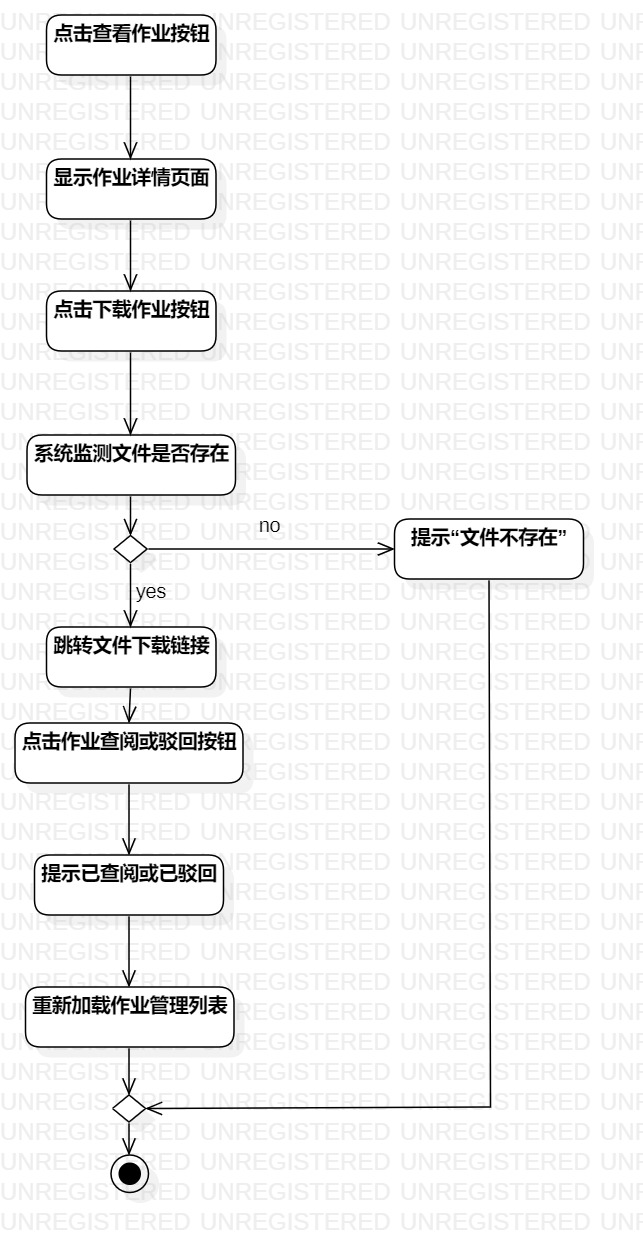 点击查看作业按钮
显示作业详情页面
点击下载作业按钮
系统监测文件是否存在
no
提示“文件不存在”
yes
跳转文件下载链接
点击作业查阅或驳回按钮
提示已查阅或已驳回
重新加载作业管理列表
UNREGISTERED